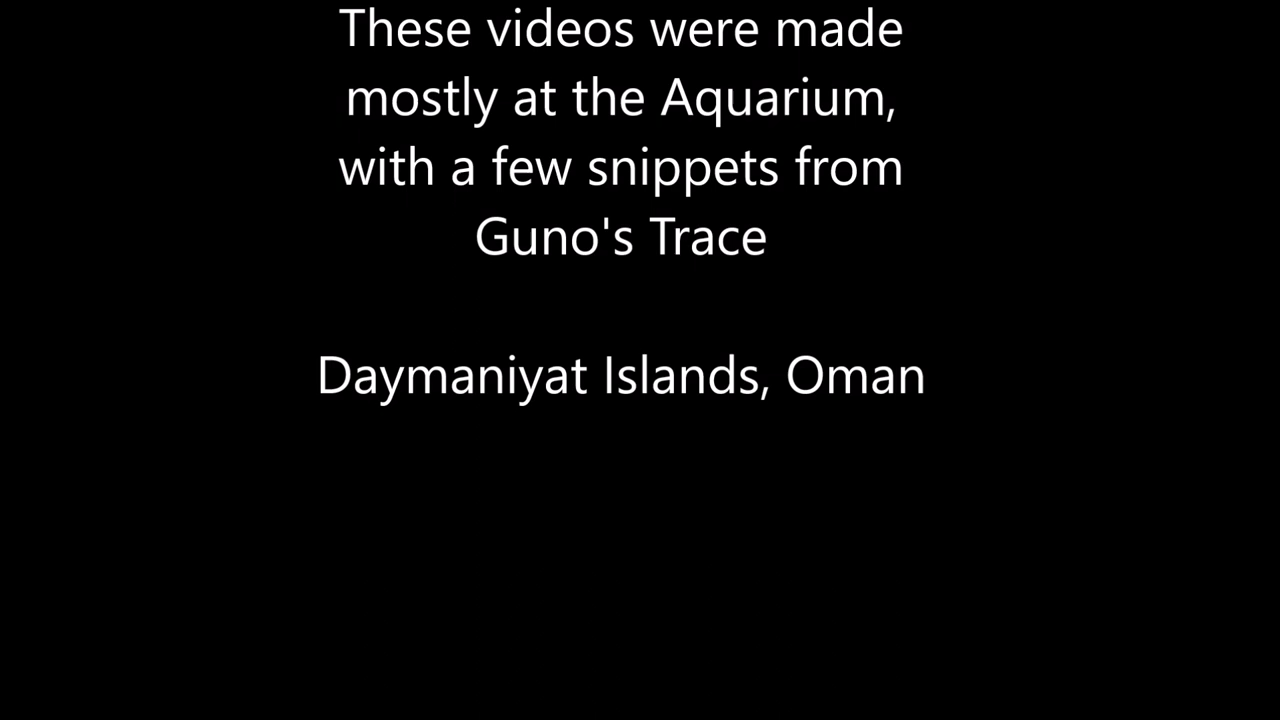 These videos were made
mostly at the Aquarium,
with a few snippets from
Guno's Trace
Daymaniyat Islands, Oman